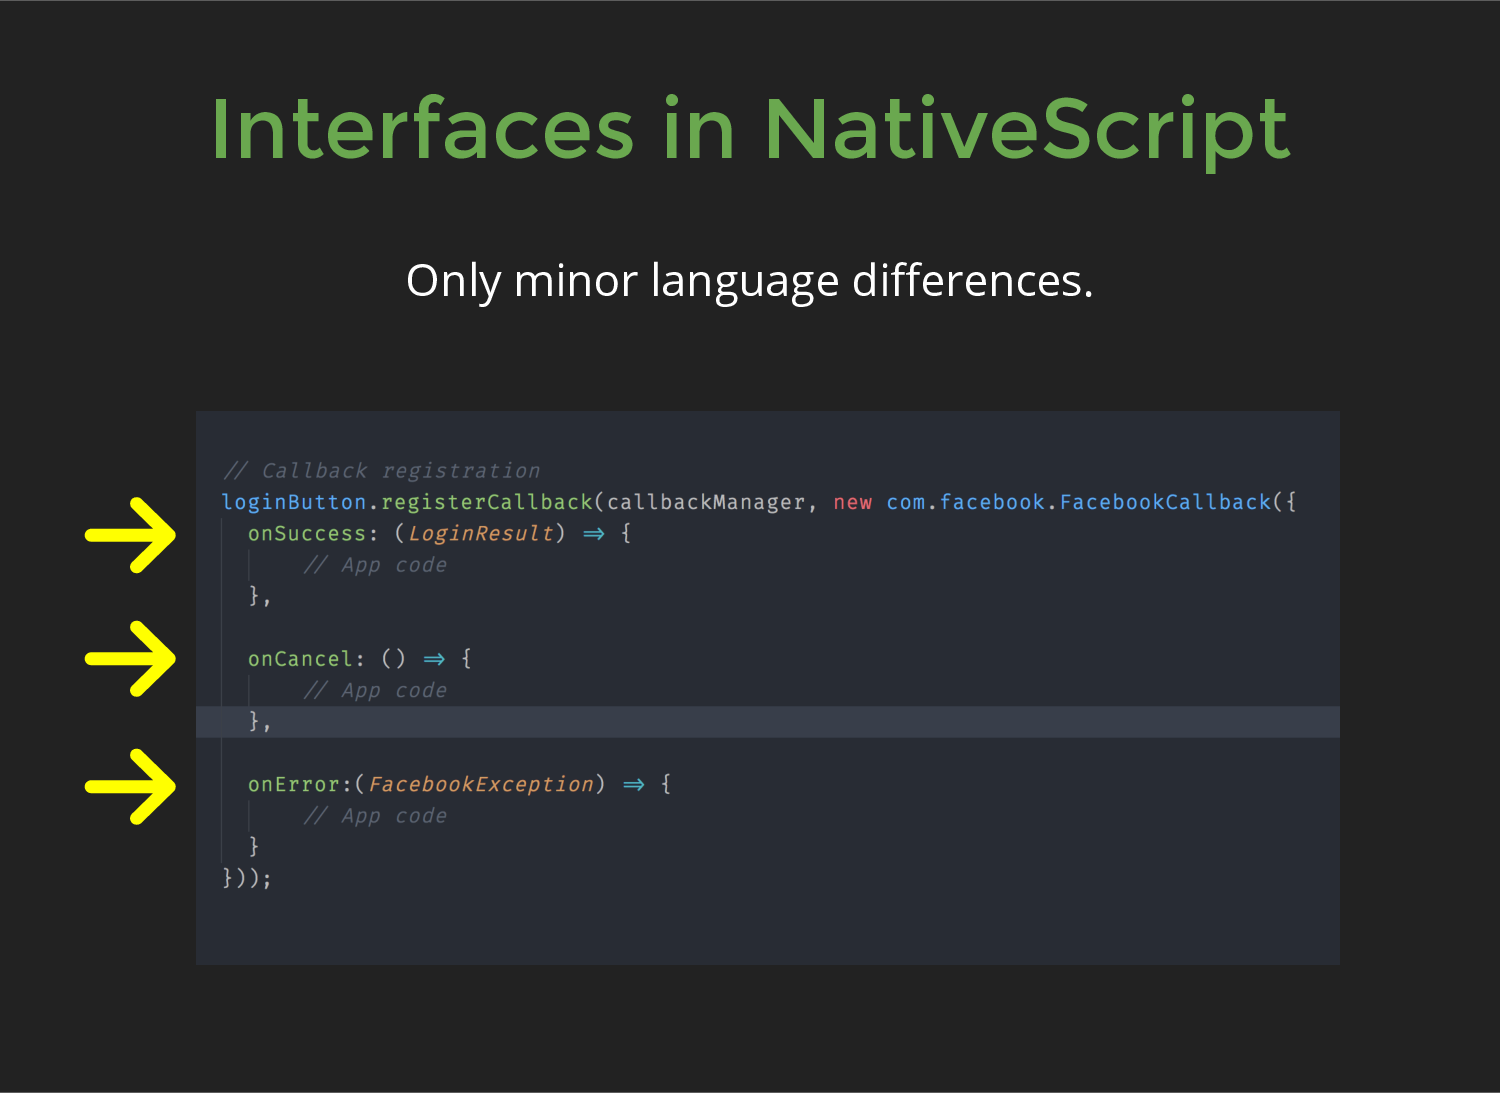 Interfaces in NativeScript
Only minor language differences.
// Callback registration
loginButton.registerCallback(callbackManager, new com.facebook.FacebookCallback({
onSuccess: (LoginResult) => {
// App code
},
onCancel: () => {
// App code
},
onError:(FacebookException) => {
// App code
}
}));